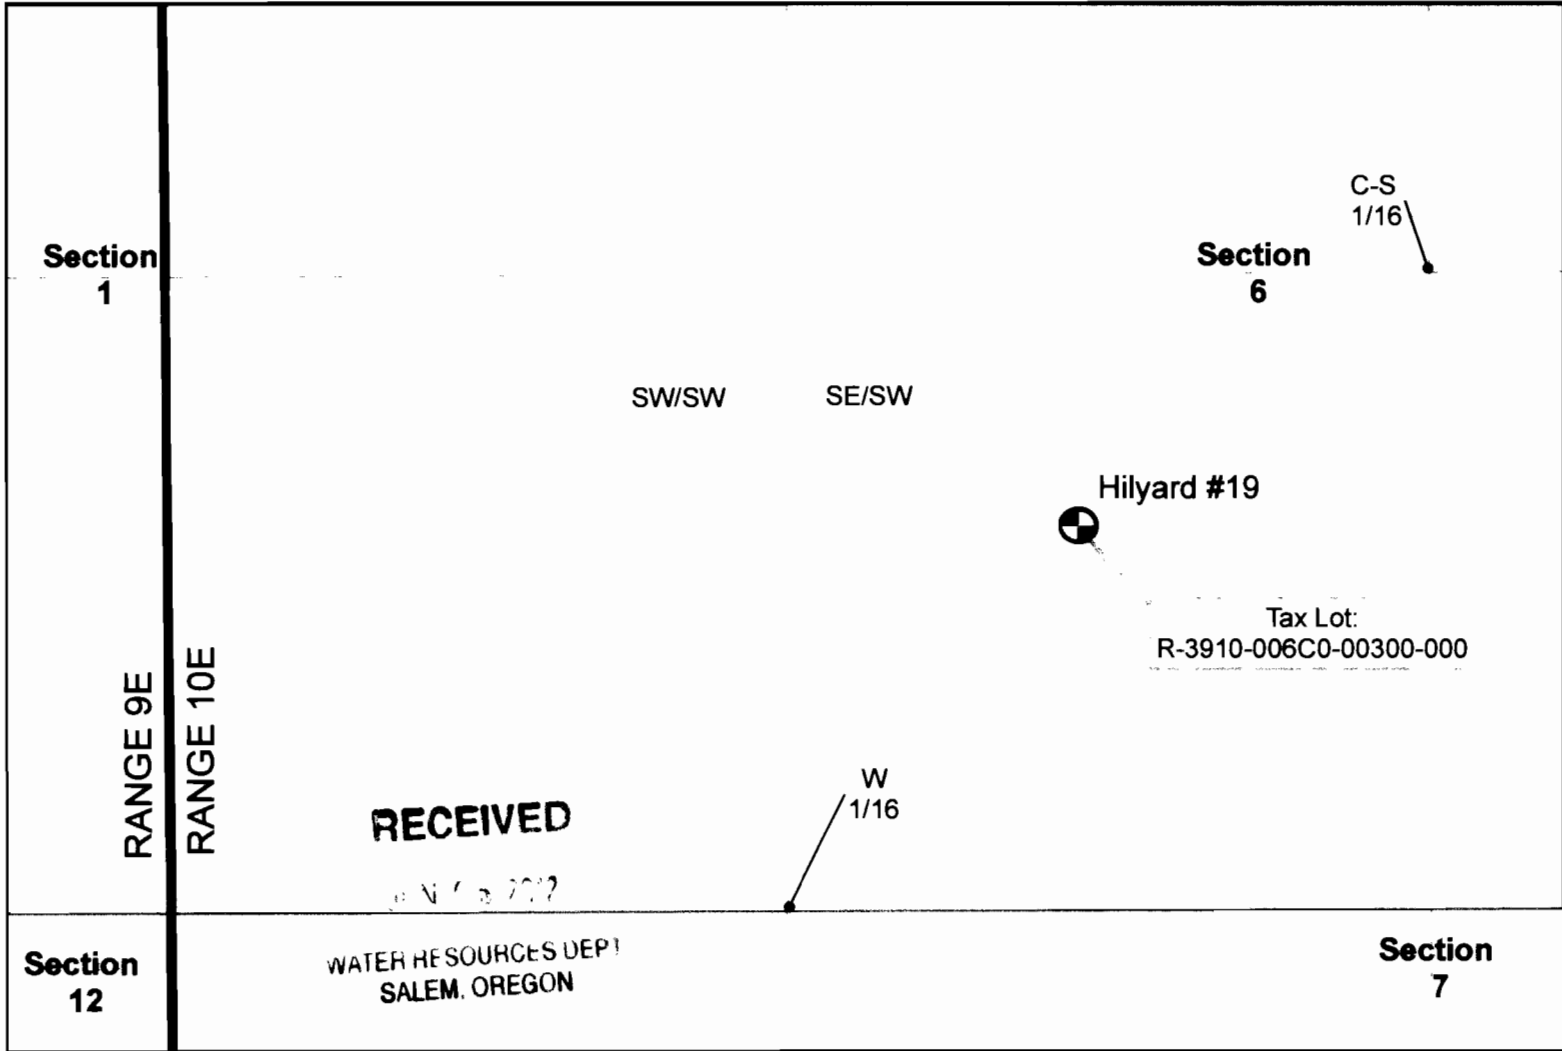 C-S
1/16
Section
1
Section
6
SW/SW
SE/SW
Hilyard #19
Tax Lot:
R-3910-006C0-00300-000
RANGE 9E
RANGE 10E
W
1/16
RECEIVED
WATER RESOURCES DEPT
SALEM, OREGON
Section
12
Section
7